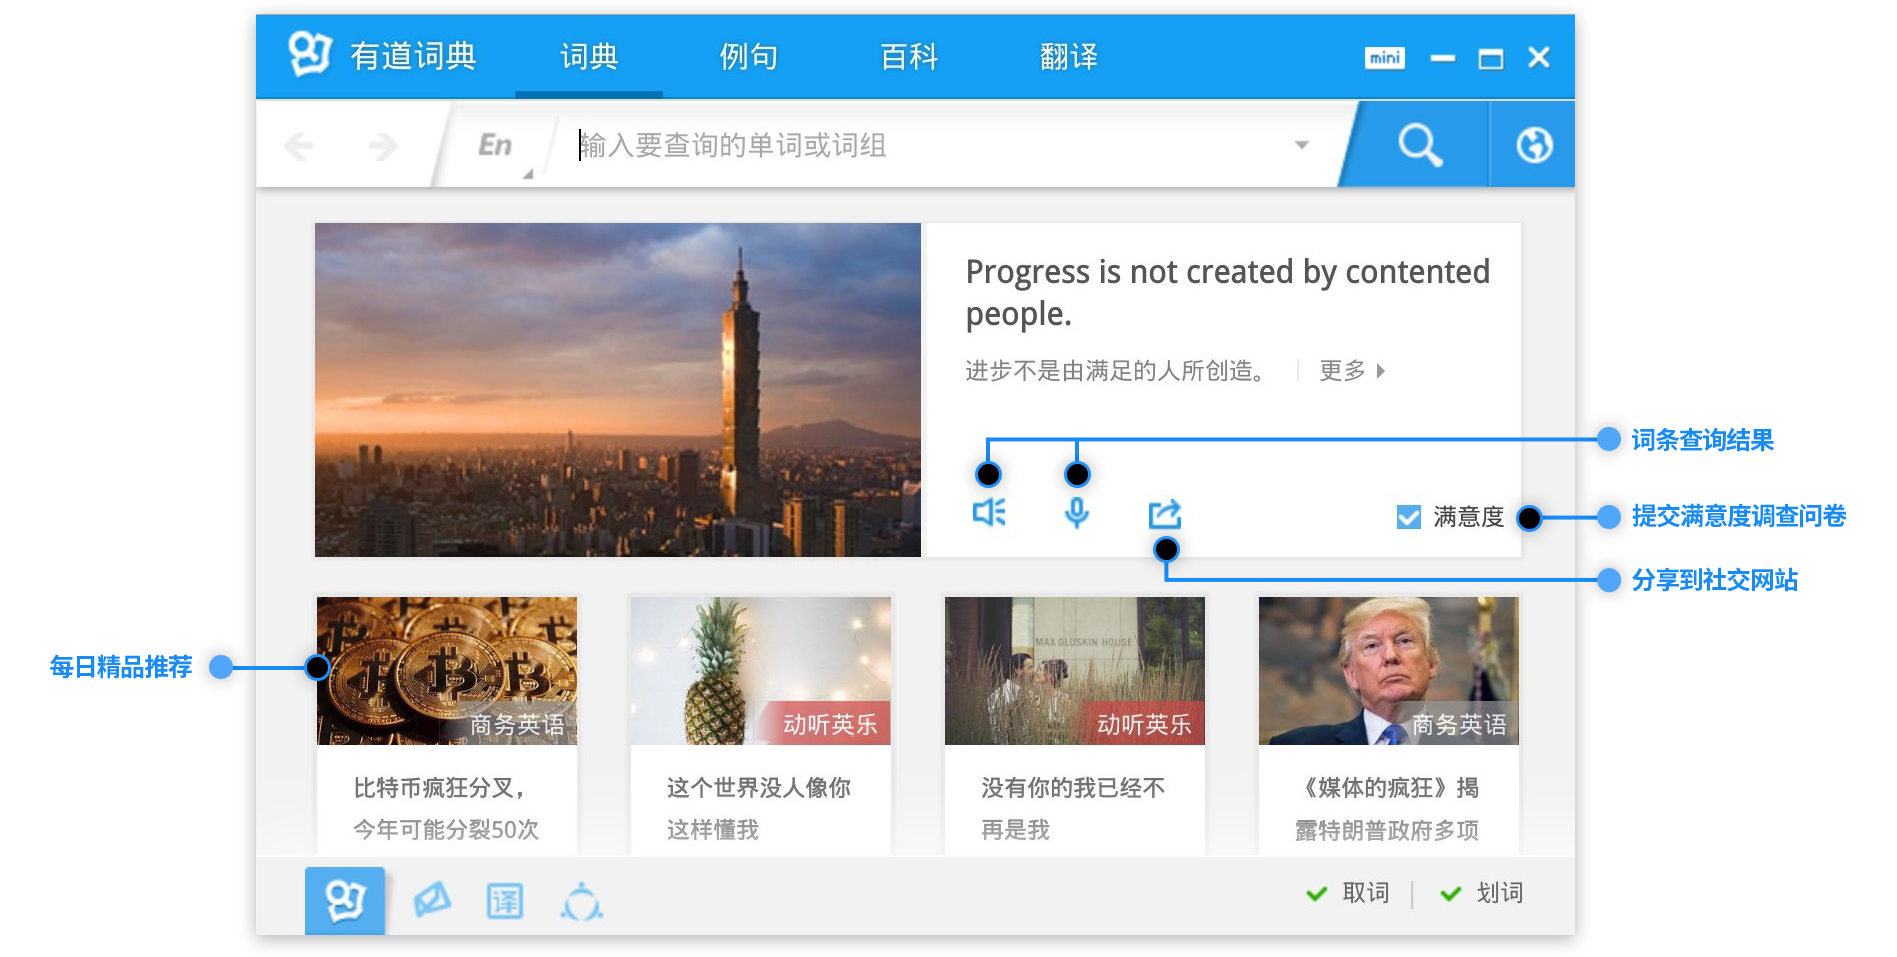 有道词典 词典 例句 百科 翻译 mini
En 输入要查询的单词或词组
Progress is not created by contented
people.
进步不是由满足的人所创造。 更多
词条查询结果
满意度 提交满意度调查问卷
分享到社交网站
MAX GLUSKIN HOUSE
每日精品推荐
商务英语 动听英乐 动听英乐 商务英语
比特币疯狂分叉，
今年可能分裂50次
这个世界没人像你
这样懂我
没有你的我已经不
再是我
《媒体的疯狂》揭
露特朗普政府多项
译
取词 划词